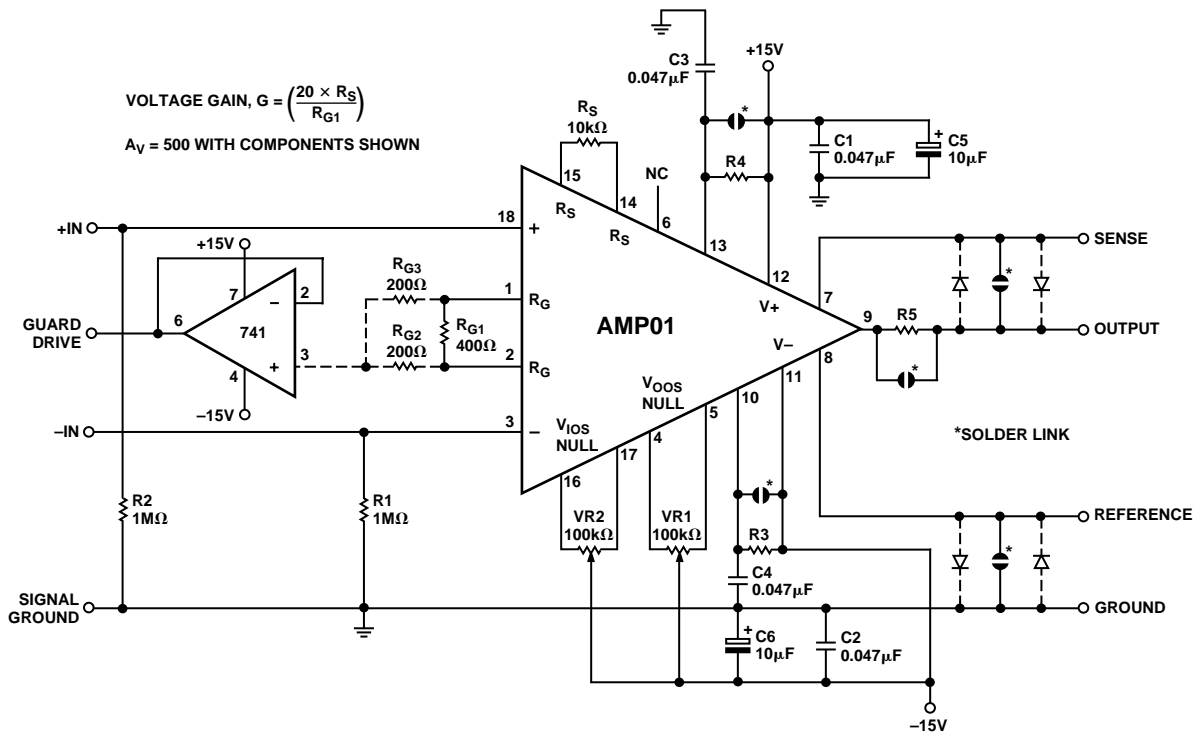 VOLTAGE GAIN, G = (20 × RS / RG1)
AV = 500 WITH COMPONENTS SHOWN
C3
0.047µF
+15V
*
R4
C1
0.047µF
+
C5
10µF
RS
10kΩ
15
14
RS
RS
NC
6
13
12
V+
+IN
18
+
+15V
7
2
–
6
741
3
+
4
–15V
GUARD
DRIVE
RG3
200Ω
RG2
200Ω
RG1
400Ω
1
RG
2
RG
AMP01
7
9
8
V–
11
R5
*
SENSE
*
OUTPUT
–IN
3
–
VIOS
NULL
VOOS
NULL
10
5
4
17
16
*SOLDER LINK
R2
1MΩ
R1
1MΩ
VR2
100kΩ
VR1
100kΩ
*
R3
C4
0.047µF
REFERENCE
*
SIGNAL
GROUND
GROUND
+
C6
10µF
C2
0.047µF
–15V